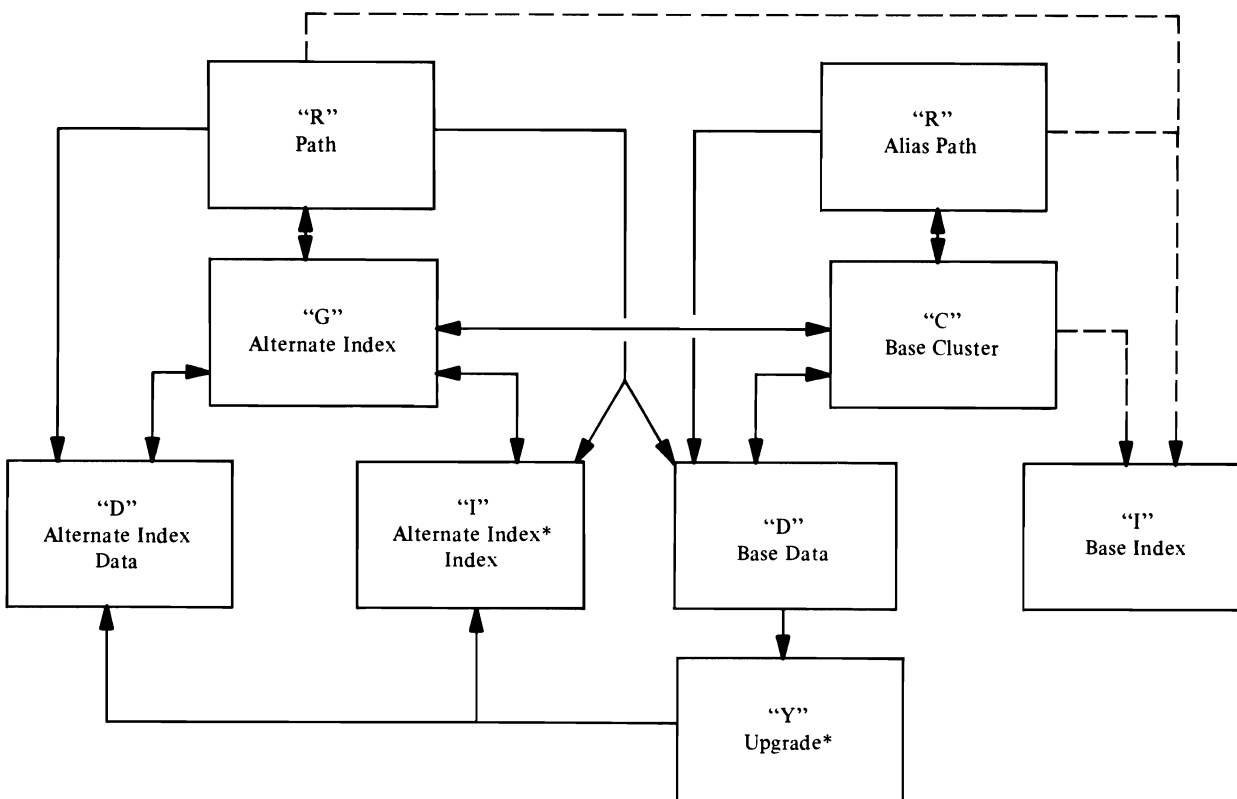 “R”
Path
“R”
Alias Path
“G”
Alternate Index
“C”
Base Cluster
“D”
Alternate Index
Data
“I”
Alternate Index*
Index
“D”
Base Data
“I”
Base Index
“Y”
Upgrade*